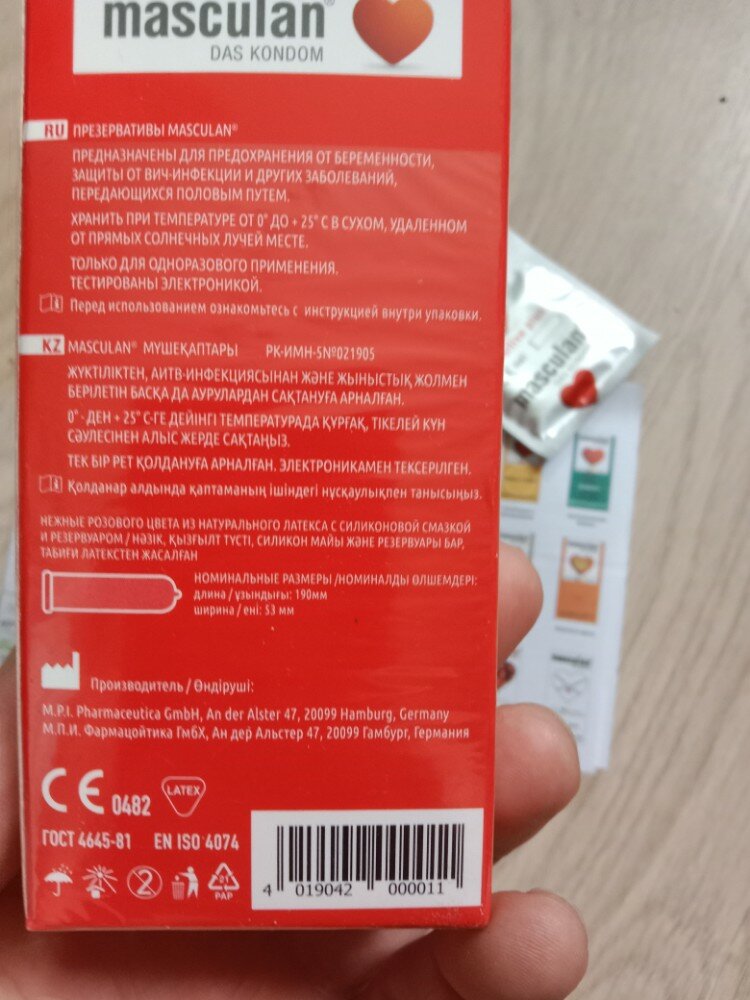 masculan®
DAS KONDOM
RU ПРЕЗЕРВАТИВЫ MASCULAN®
ПРЕДНАЗНАЧЕНЫ ДЛЯ ПРЕДОХРАНЕНИЯ ОТ БЕРЕМЕННОСТИ,
ЗАЩИТЫ ОТ ВИЧ-ИНФЕКЦИИ И ДРУГИХ ЗАБОЛЕВАНИЙ,
ПЕРЕДАЮЩИХСЯ ПОЛОВЫМ ПУТЕМ.
ХРАНИТЬ ПРИ ТЕМПЕРАТУРЕ ОТ 0° ДО + 25° С В СУХОМ, УДАЛЕННОМ
ОТ ПРЯМЫХ СОЛНЕЧНЫХ ЛУЧЕЙ МЕСТЕ.
ТОЛЬКО ДЛЯ ОДНОРАЗОВОГО ПРИМЕНЕНИЯ.
ТЕСТИРОВАНЫ ЭЛЕКТРОНИКОЙ.
Перед использованием ознакомьтесь с инструкцией внутри упаковки.
KZ MASCULAN® МҮШЕҚАПТАРЫ РК-ИМН-5№021905
ЖҮКТІЛІКТЕН, АИТВ-ИНФЕКЦИЯСЫНАН ЖӘНЕ ЖЫНЫСТЫҚ ЖОЛМЕН
БЕРІЛЕТІН БАСҚА ДА АУРУЛАРДАН САҚТАНУҒА АРНАЛҒАН.
0° - ДЕН + 25° С-ГЕ ДЕЙІНГІ ТЕМПЕРАТУРАДА ҚҰРҒАҚ, ТІКЕЛЕЙ КҮН
СӘУЛЕСІНЕН АЛЫС ЖЕРДЕ САҚТАҢЫЗ.
ТЕК БІР РЕТ ҚОЛДАНУҒА АРНАЛҒАН. ЭЛЕКТРОНИКАМЕН ТЕКСЕРІЛГЕН.
Қолданар алдында қаптаманың ішіндегі нұсқаулықпен танысыңыз.
НЕЖНЫЕ РОЗОВОГО ЦВЕТА ИЗ НАТУРАЛЬНОГО ЛАТЕКСА С СИЛИКОНОВОЙ СМАЗКОЙ
И РЕЗЕРВУАРОМ / НӘЗІК, ҚЫЗҒЫЛТ ТҮСТІ, СИЛИКОН МАЙЫ ЖӘНЕ РЕЗЕРВУАРЫ БАР,
ТАБИҒИ ЛАТЕКСТЕН ЖАСАЛҒАН
НОМИНАЛЬНЫЕ РАЗМЕРЫ /НОМИНАЛДЫ ӨЛШЕМДЕРІ:
длина / ұзындығы: 190мм
ширина / ені: 53 мм
Производитель / Өндіруші:
M.P.I. Pharmaceutica GmbH, An der Alster 47, 20099 Hamburg, Germany
М.П.И. Фармацойтика ГмбХ, Ан дер Альстер 47, 20099 Гамбург, Германия
CE 0482 LATEX
ГОСТ 4645-81 EN ISO 4074
2
21
PAP
4 019042 000011
masculan